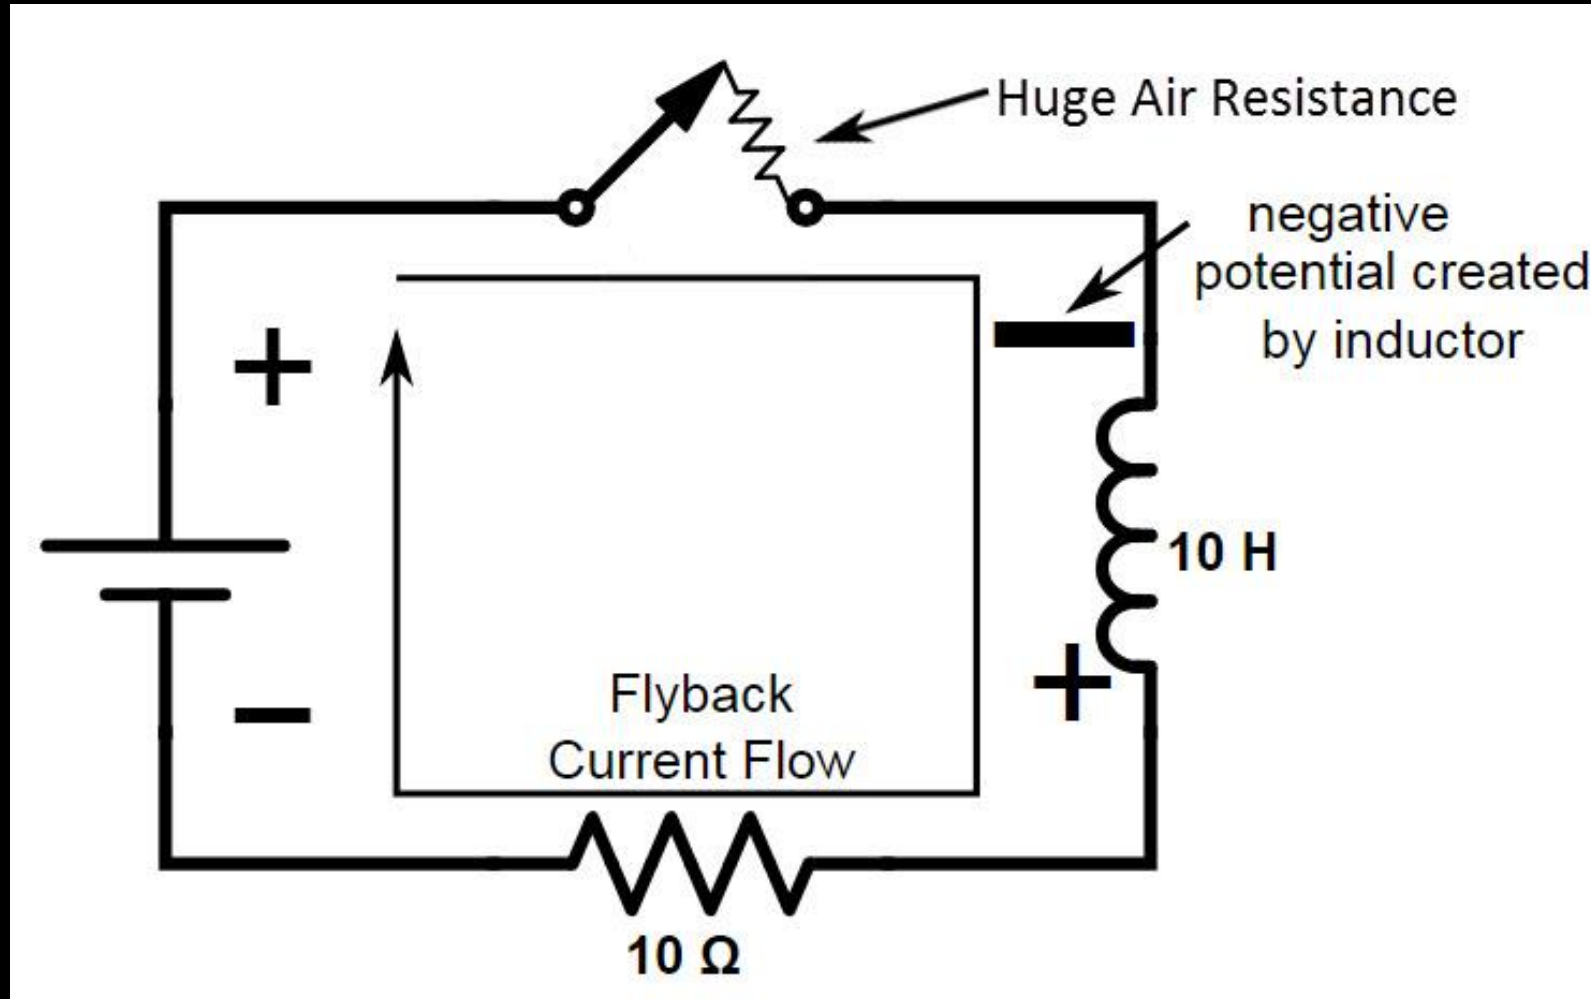 Huge Air Resistance
negative
potential created
by inductor
+
+
−
10 H
Flyback
Current Flow
10 Ω